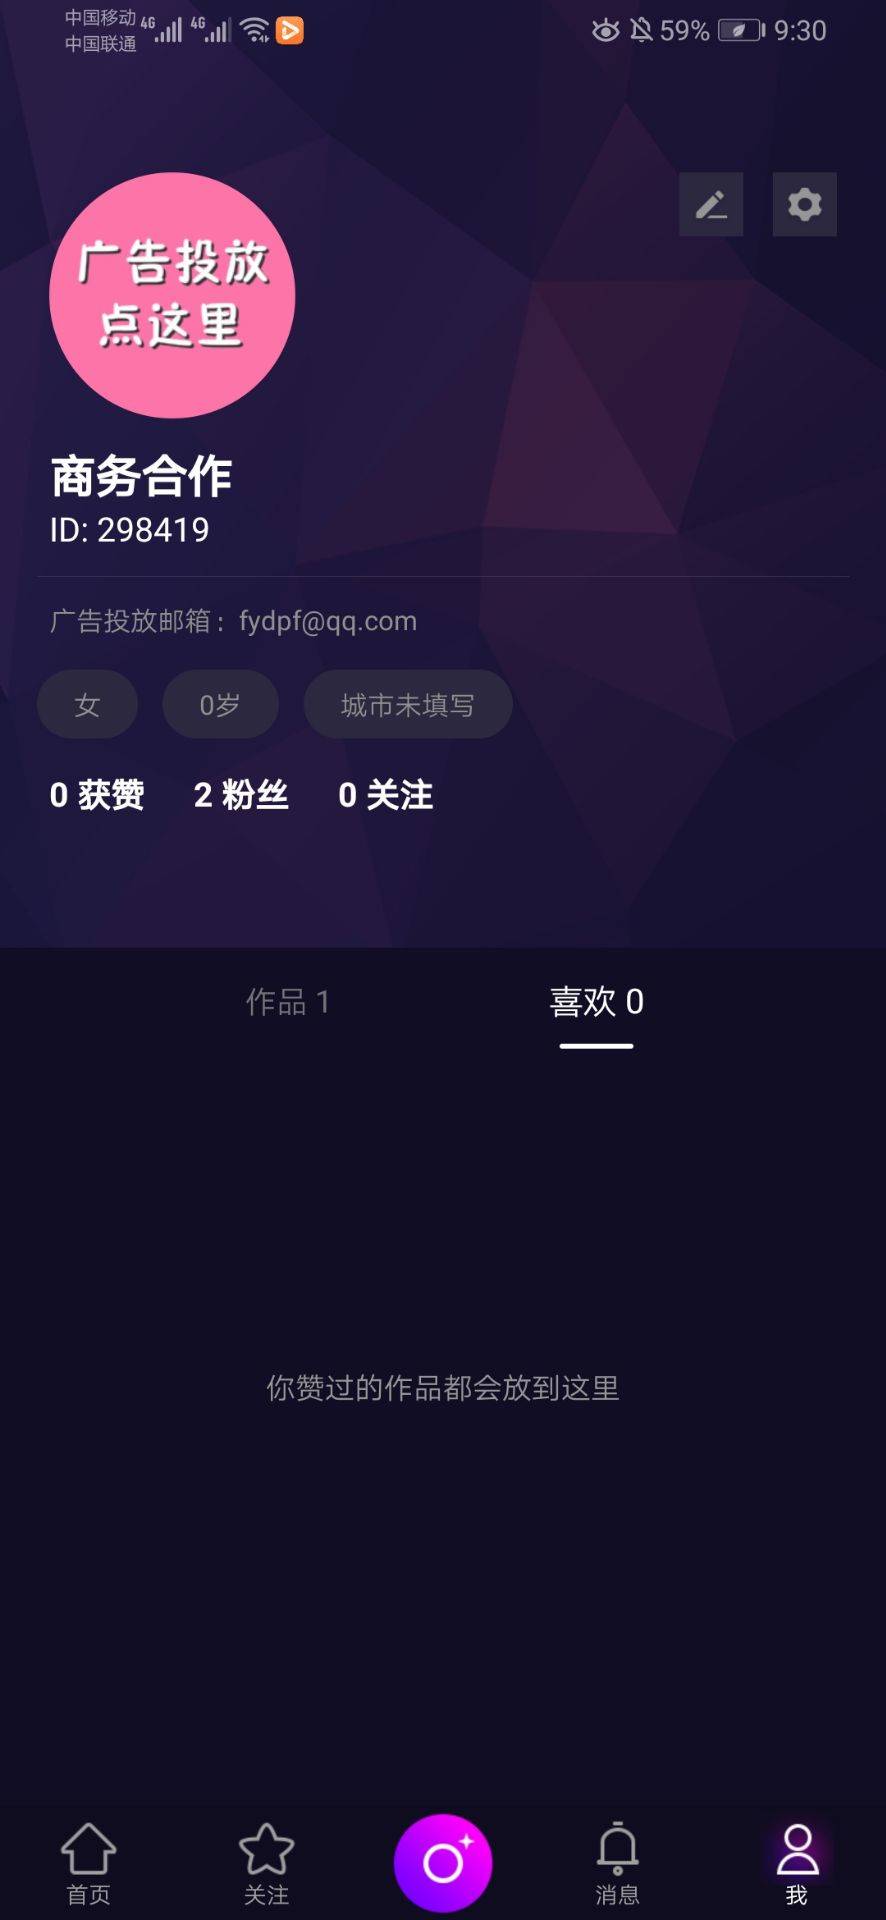 中国移动 4G 4G 59% 9:30
中国联通
广告投放
点这里
商务合作
ID: 298419
广告投放邮箱：fydpf@qq.com
女 0岁 城市未填写
0 获赞 2 粉丝 0 关注
作品 1 喜欢 0
你赞过的作品都会放到这里
首页 关注 消息 我